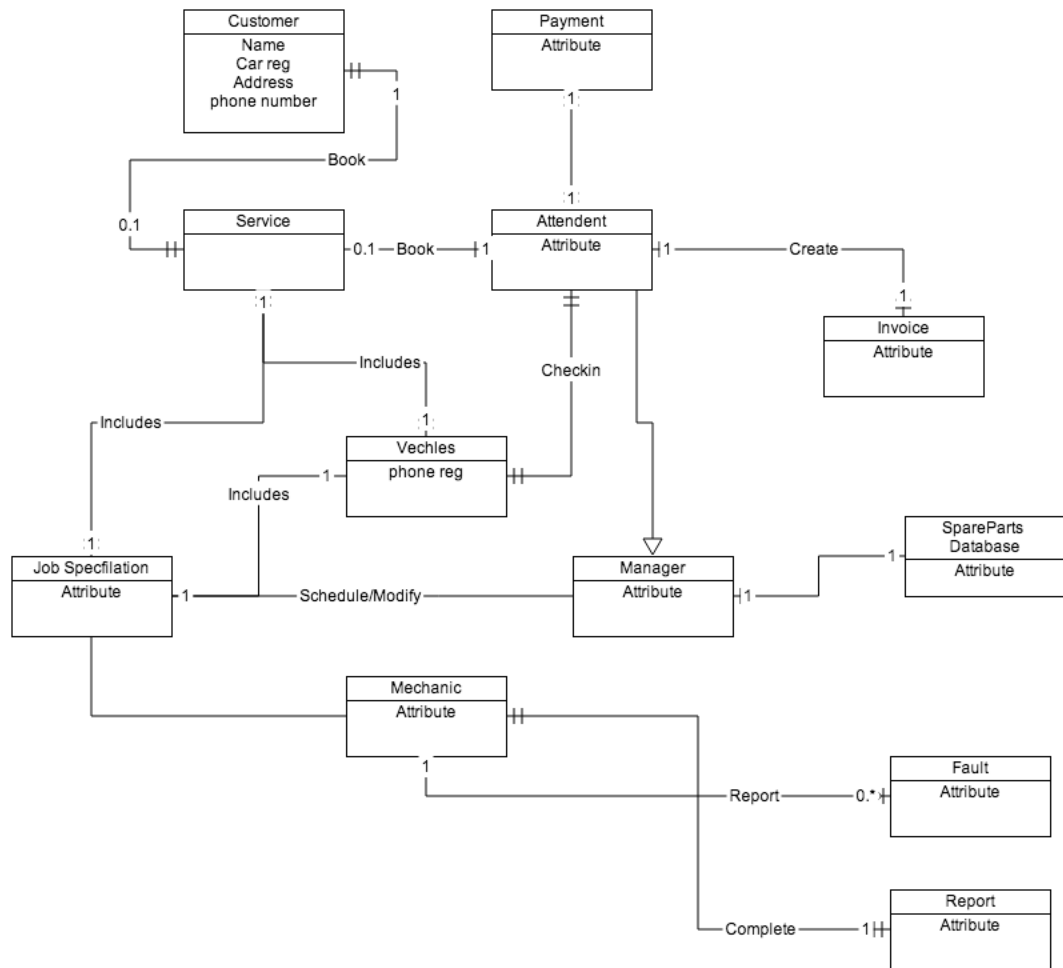 Customer
Name
Car reg
Address
phone number
Payment
Attribute
1
1
Book
0.1
1
Service
0.1
Book
1
Attendent
Attribute
1
Create
1
Invoice
Attribute
1
Includes
Checkin
Includes
1
Vechles
phone reg
1
Includes
1
Job Specfilation
Attribute
1
Schedule/Modify
Manager
Attribute
1
1
SpareParts
Database
Attribute
Mechanic
Attribute
1
Report
0.*
Fault
Attribute
Complete
1
Report
Attribute